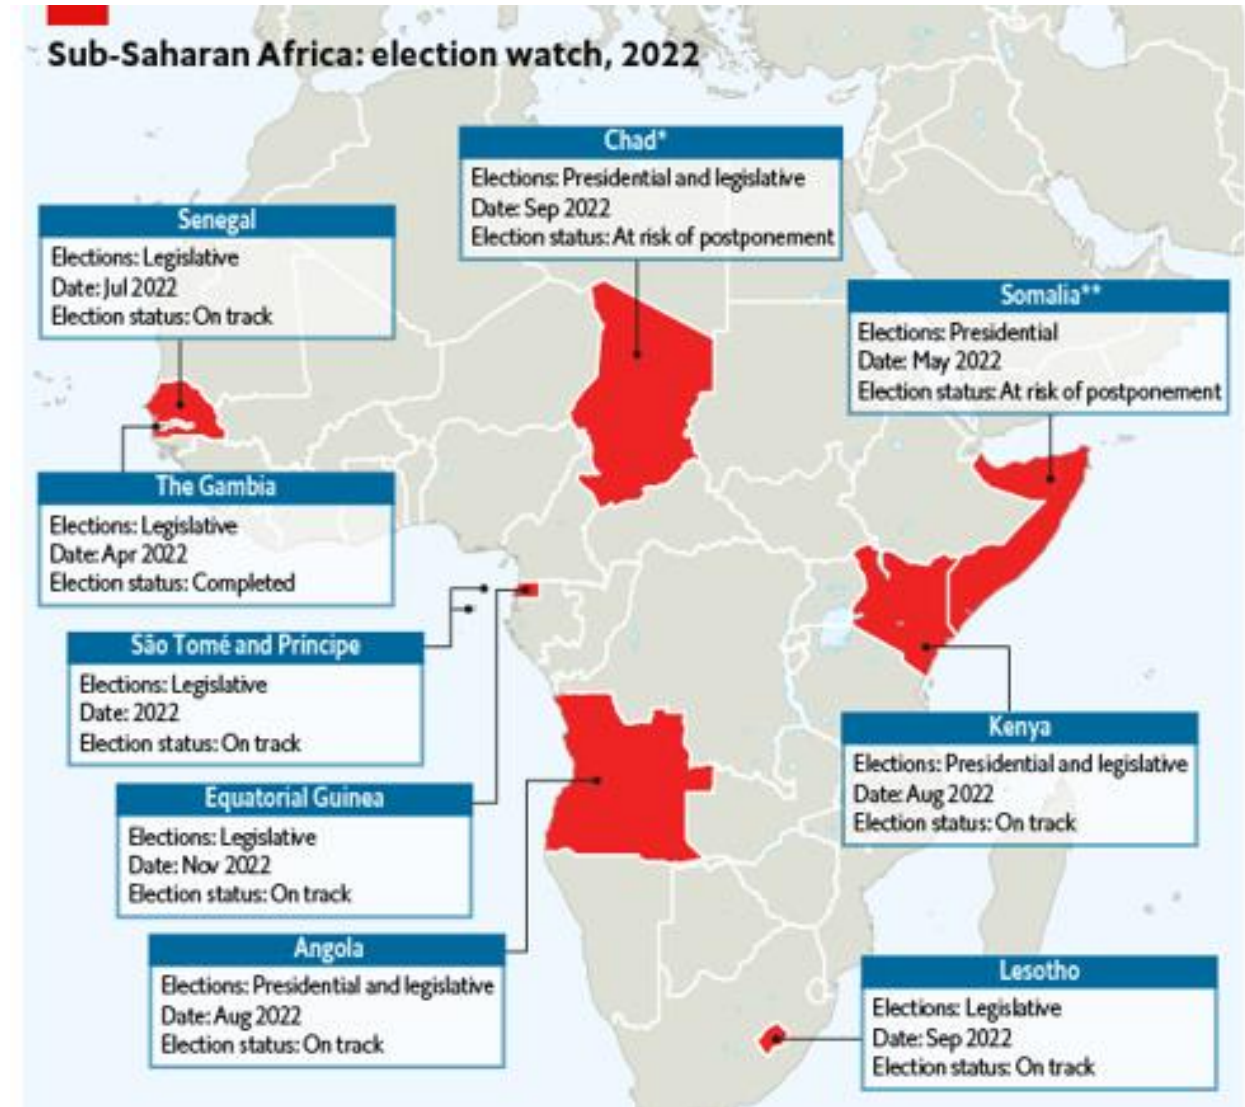 Sub-Saharan Africa: election watch, 2022
Chad*
Elections: Presidential and legislative
Date: Sep 2022
Election status: At risk of postponement
Senegal
Elections: Legislative
Date: Jul 2022
Election status: On track
Somalia**
Elections: Presidential
Date: May 2022
Election status: At risk of postponement
The Gambia
Elections: Legislative
Date: Apr 2022
Election status: Completed
São Tomé and Príncipe
Elections: Legislative
Date: 2022
Election status: On track
Kenya
Elections: Presidential and legislative
Date: Aug 2022
Election status: On track
Equatorial Guinea
Elections: Legislative
Date: Nov 2022
Election status: On track
Angola
Elections: Presidential and legislative
Date: Aug 2022
Election status: On track
Lesotho
Elections: Legislative
Date: Sep 2022
Election status: On track